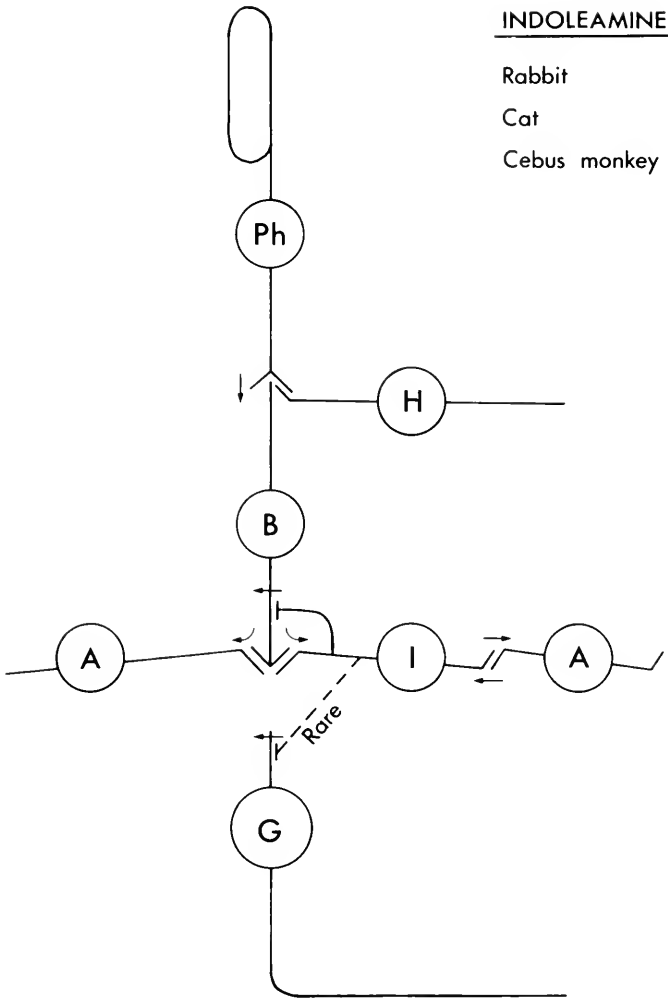 INDOLEAMINE
Rabbit
Cat
Cebus monkey
Ph
H
B
A
I
A
Rare
G